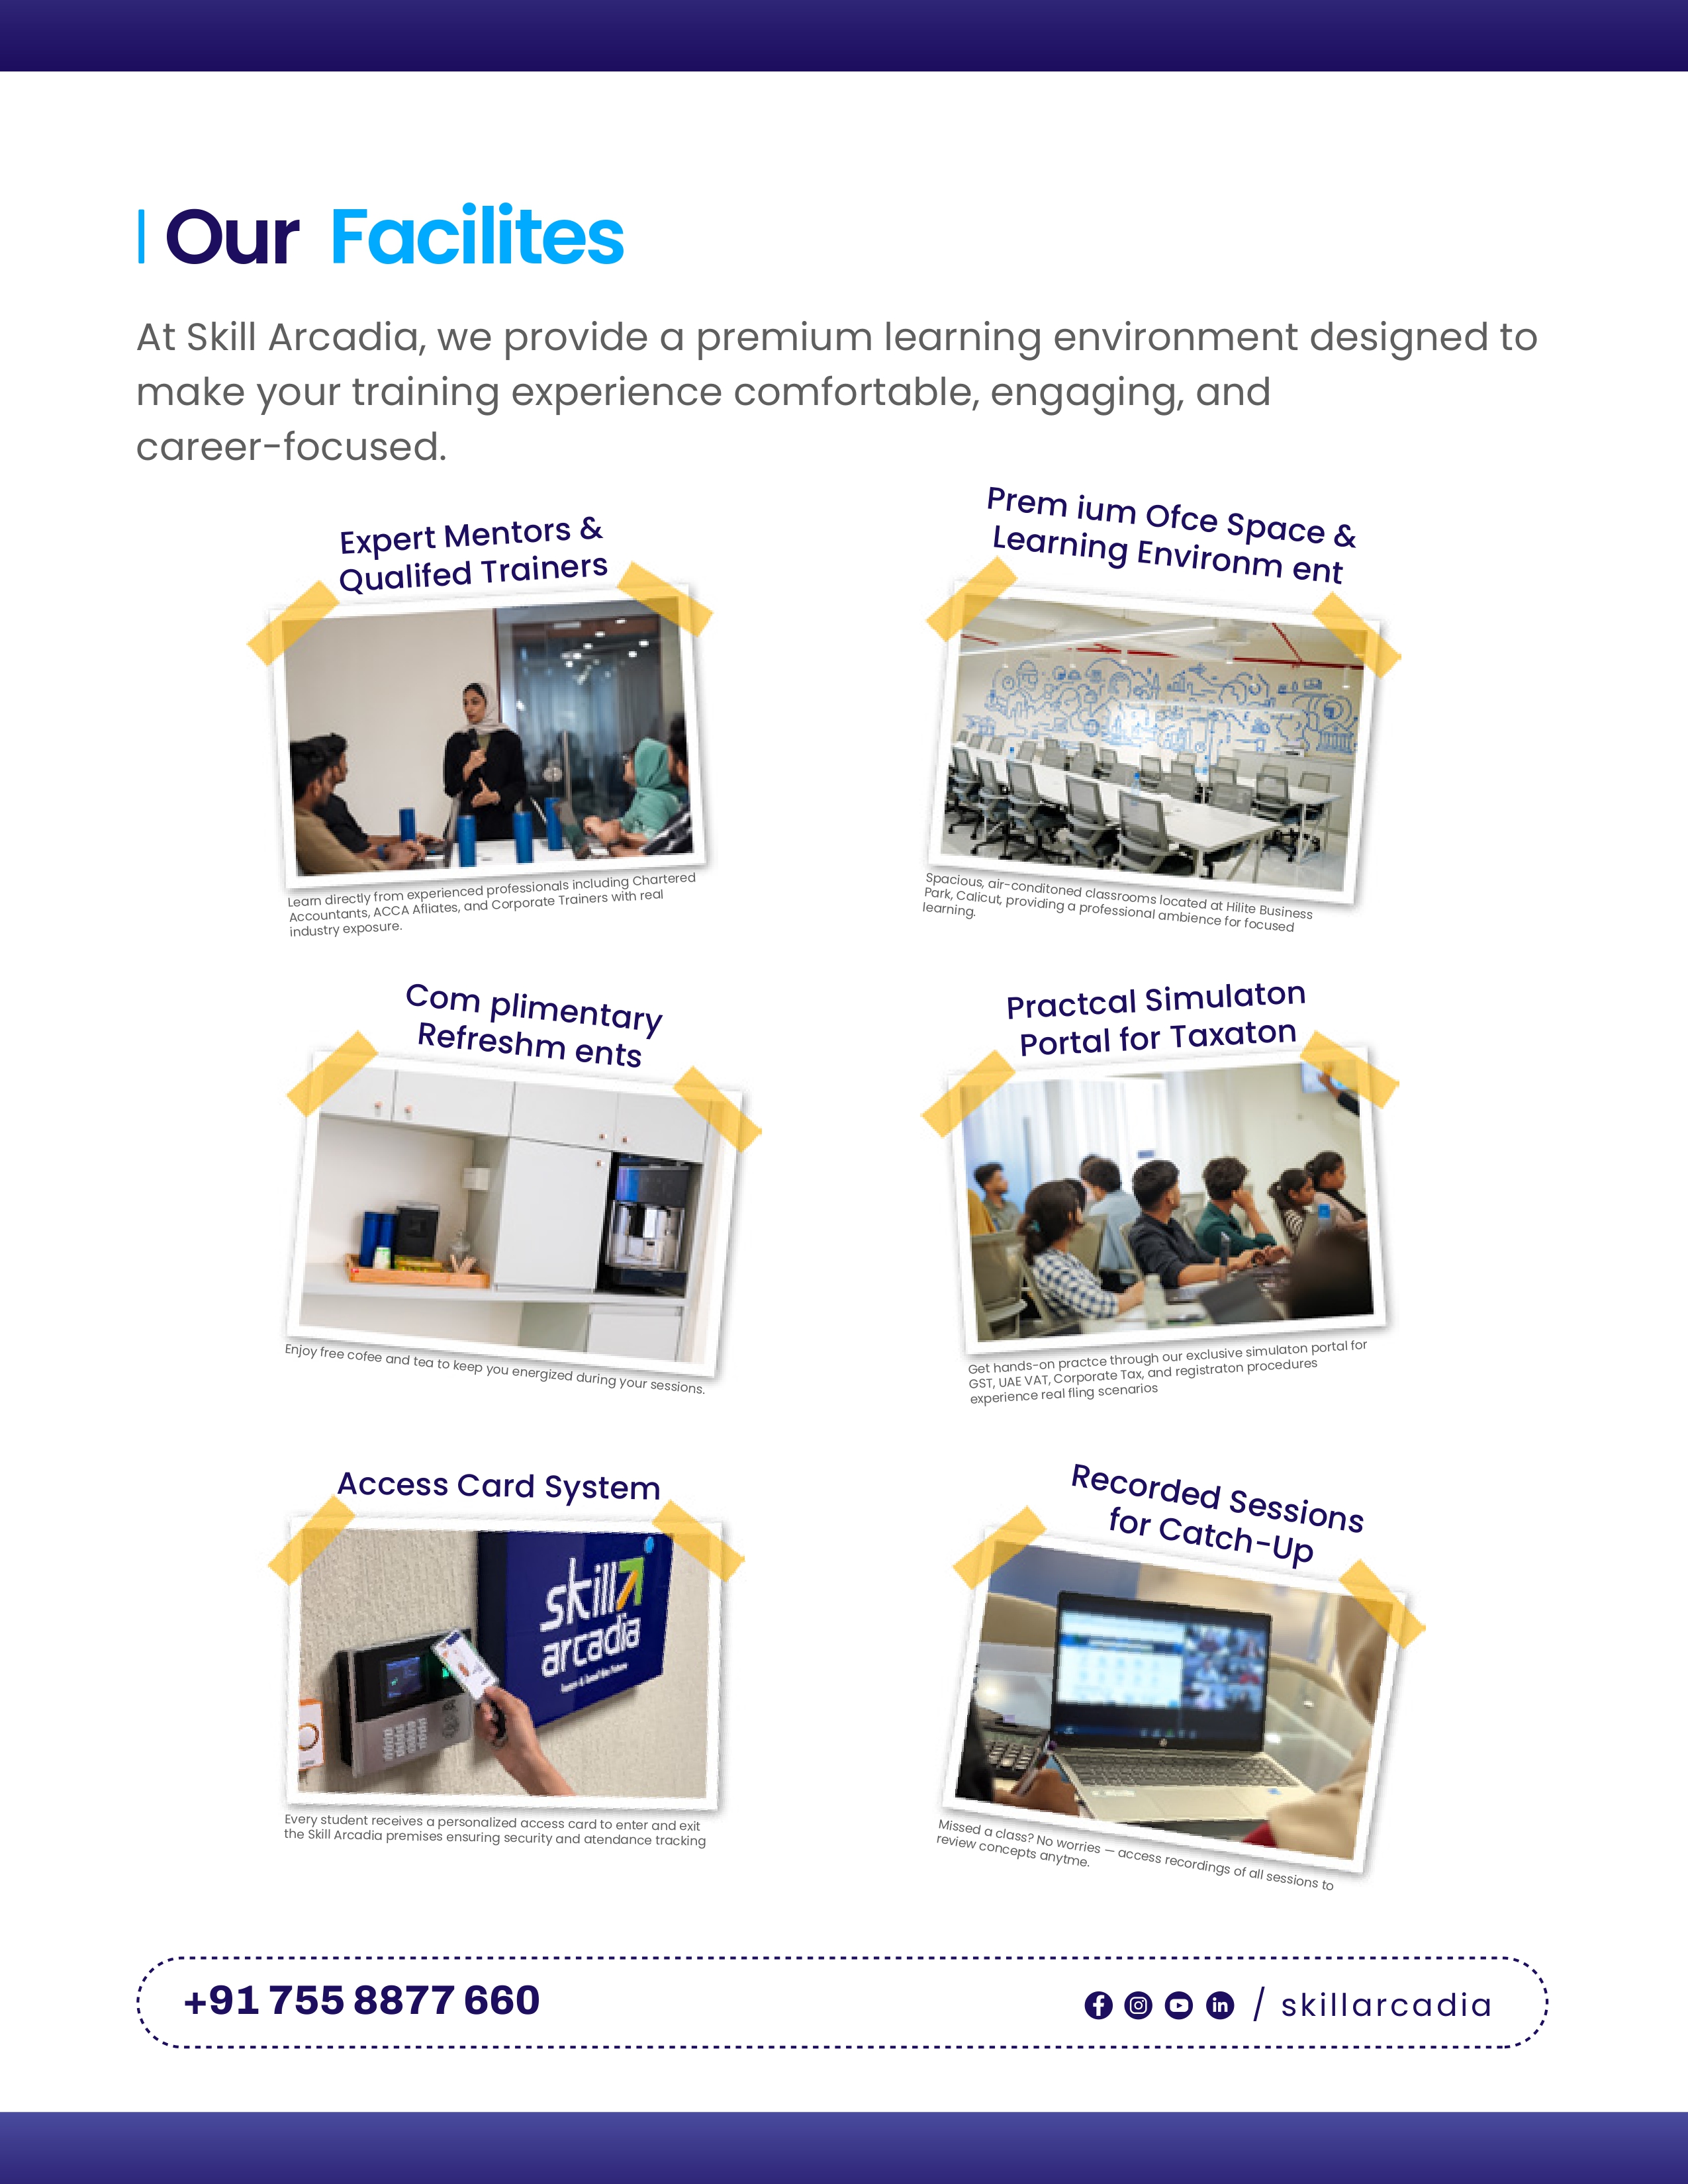 Our Facilites
At Skill Arcadia, we provide a premium learning environment designed to
make your training experience comfortable, engaging, and
career-focused.
Expert Mentors &
Qualifed Trainers
Learn directly from experienced professionals including Chartered
Accountants, ACCA Afliates, and Corporate Trainers with real
industry exposure.
Prem ium Ofce Space &
Learning Environm ent
Spacious, air-conditoned classrooms located at Hilite Business
Park, Calicut, providing a professional ambience for focused
learning.
Com plimentary
Refreshm ents
Enjoy free cofee and tea to keep you energized during your sessions.
Practcal Simulaton
Portal for Taxaton
Get hands-on practce through our exclusive simulaton portal for
GST, UAE VAT, Corporate Tax, and registraton procedures
experience real fling scenarios
Access Card System
skill
arcadia
Every student receives a personalized access card to enter and exit
the Skill Arcadia premises ensuring security and atendance tracking
Recorded Sessions
for Catch-Up
Missed a class? No worries — access recordings of all sessions to
review concepts anytme.
+91 755 8877 660
/ skillarcadia